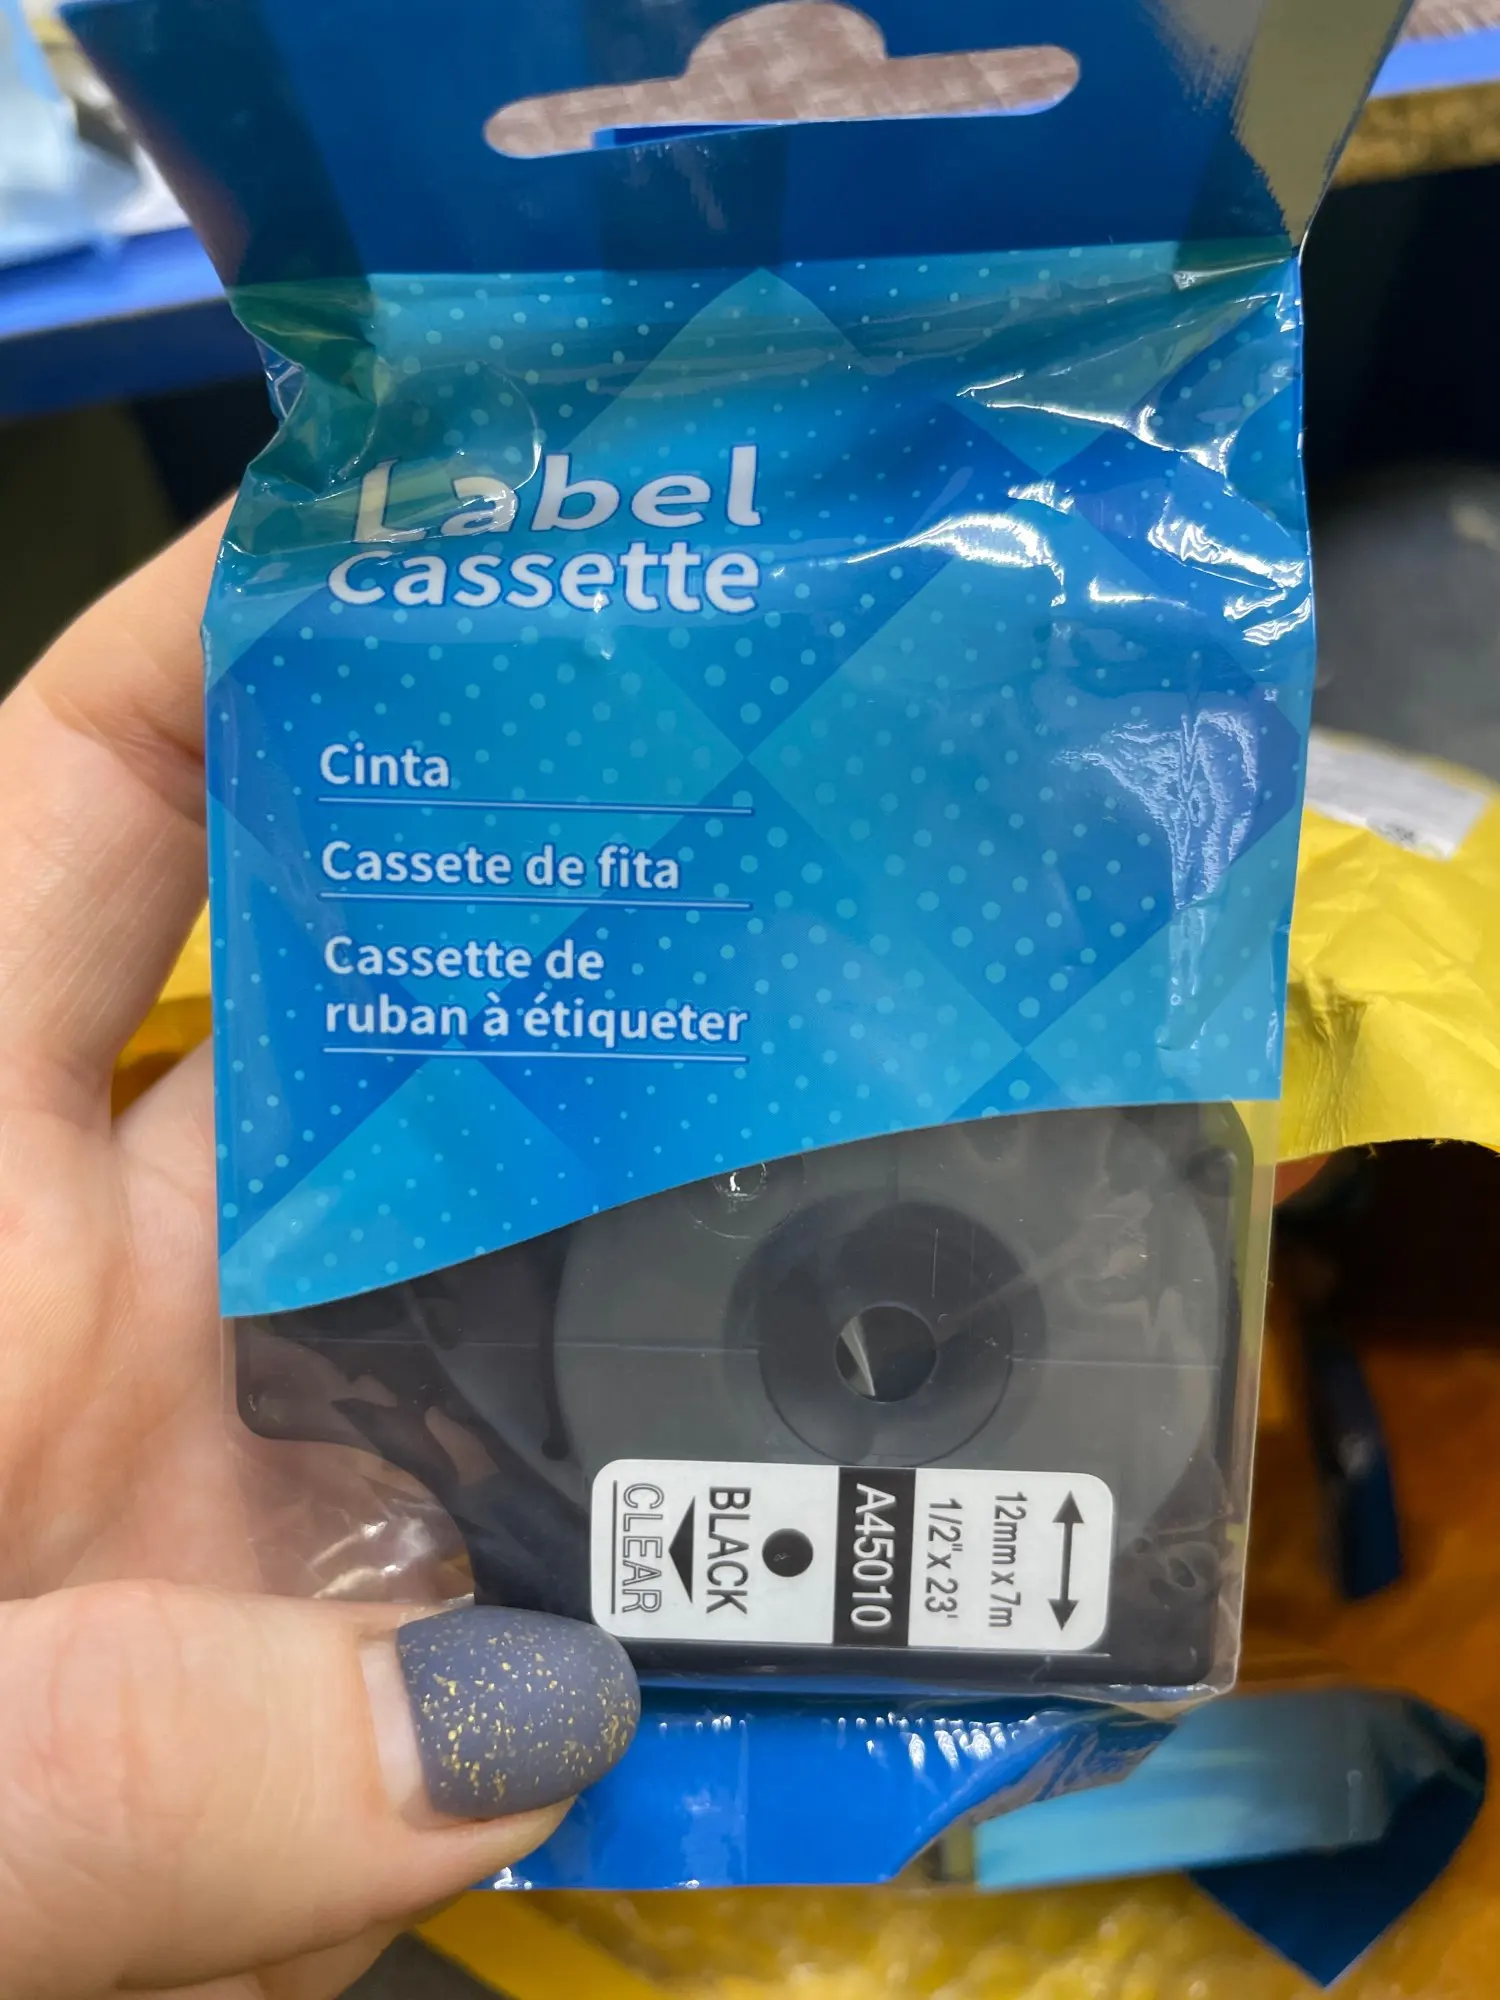 Label
Cassette
Cinta
Cassete de fita
Cassette de
ruban à étiqueter
12mm x 7m
1/2" x 23'
A45010
BLACK
CLEAR